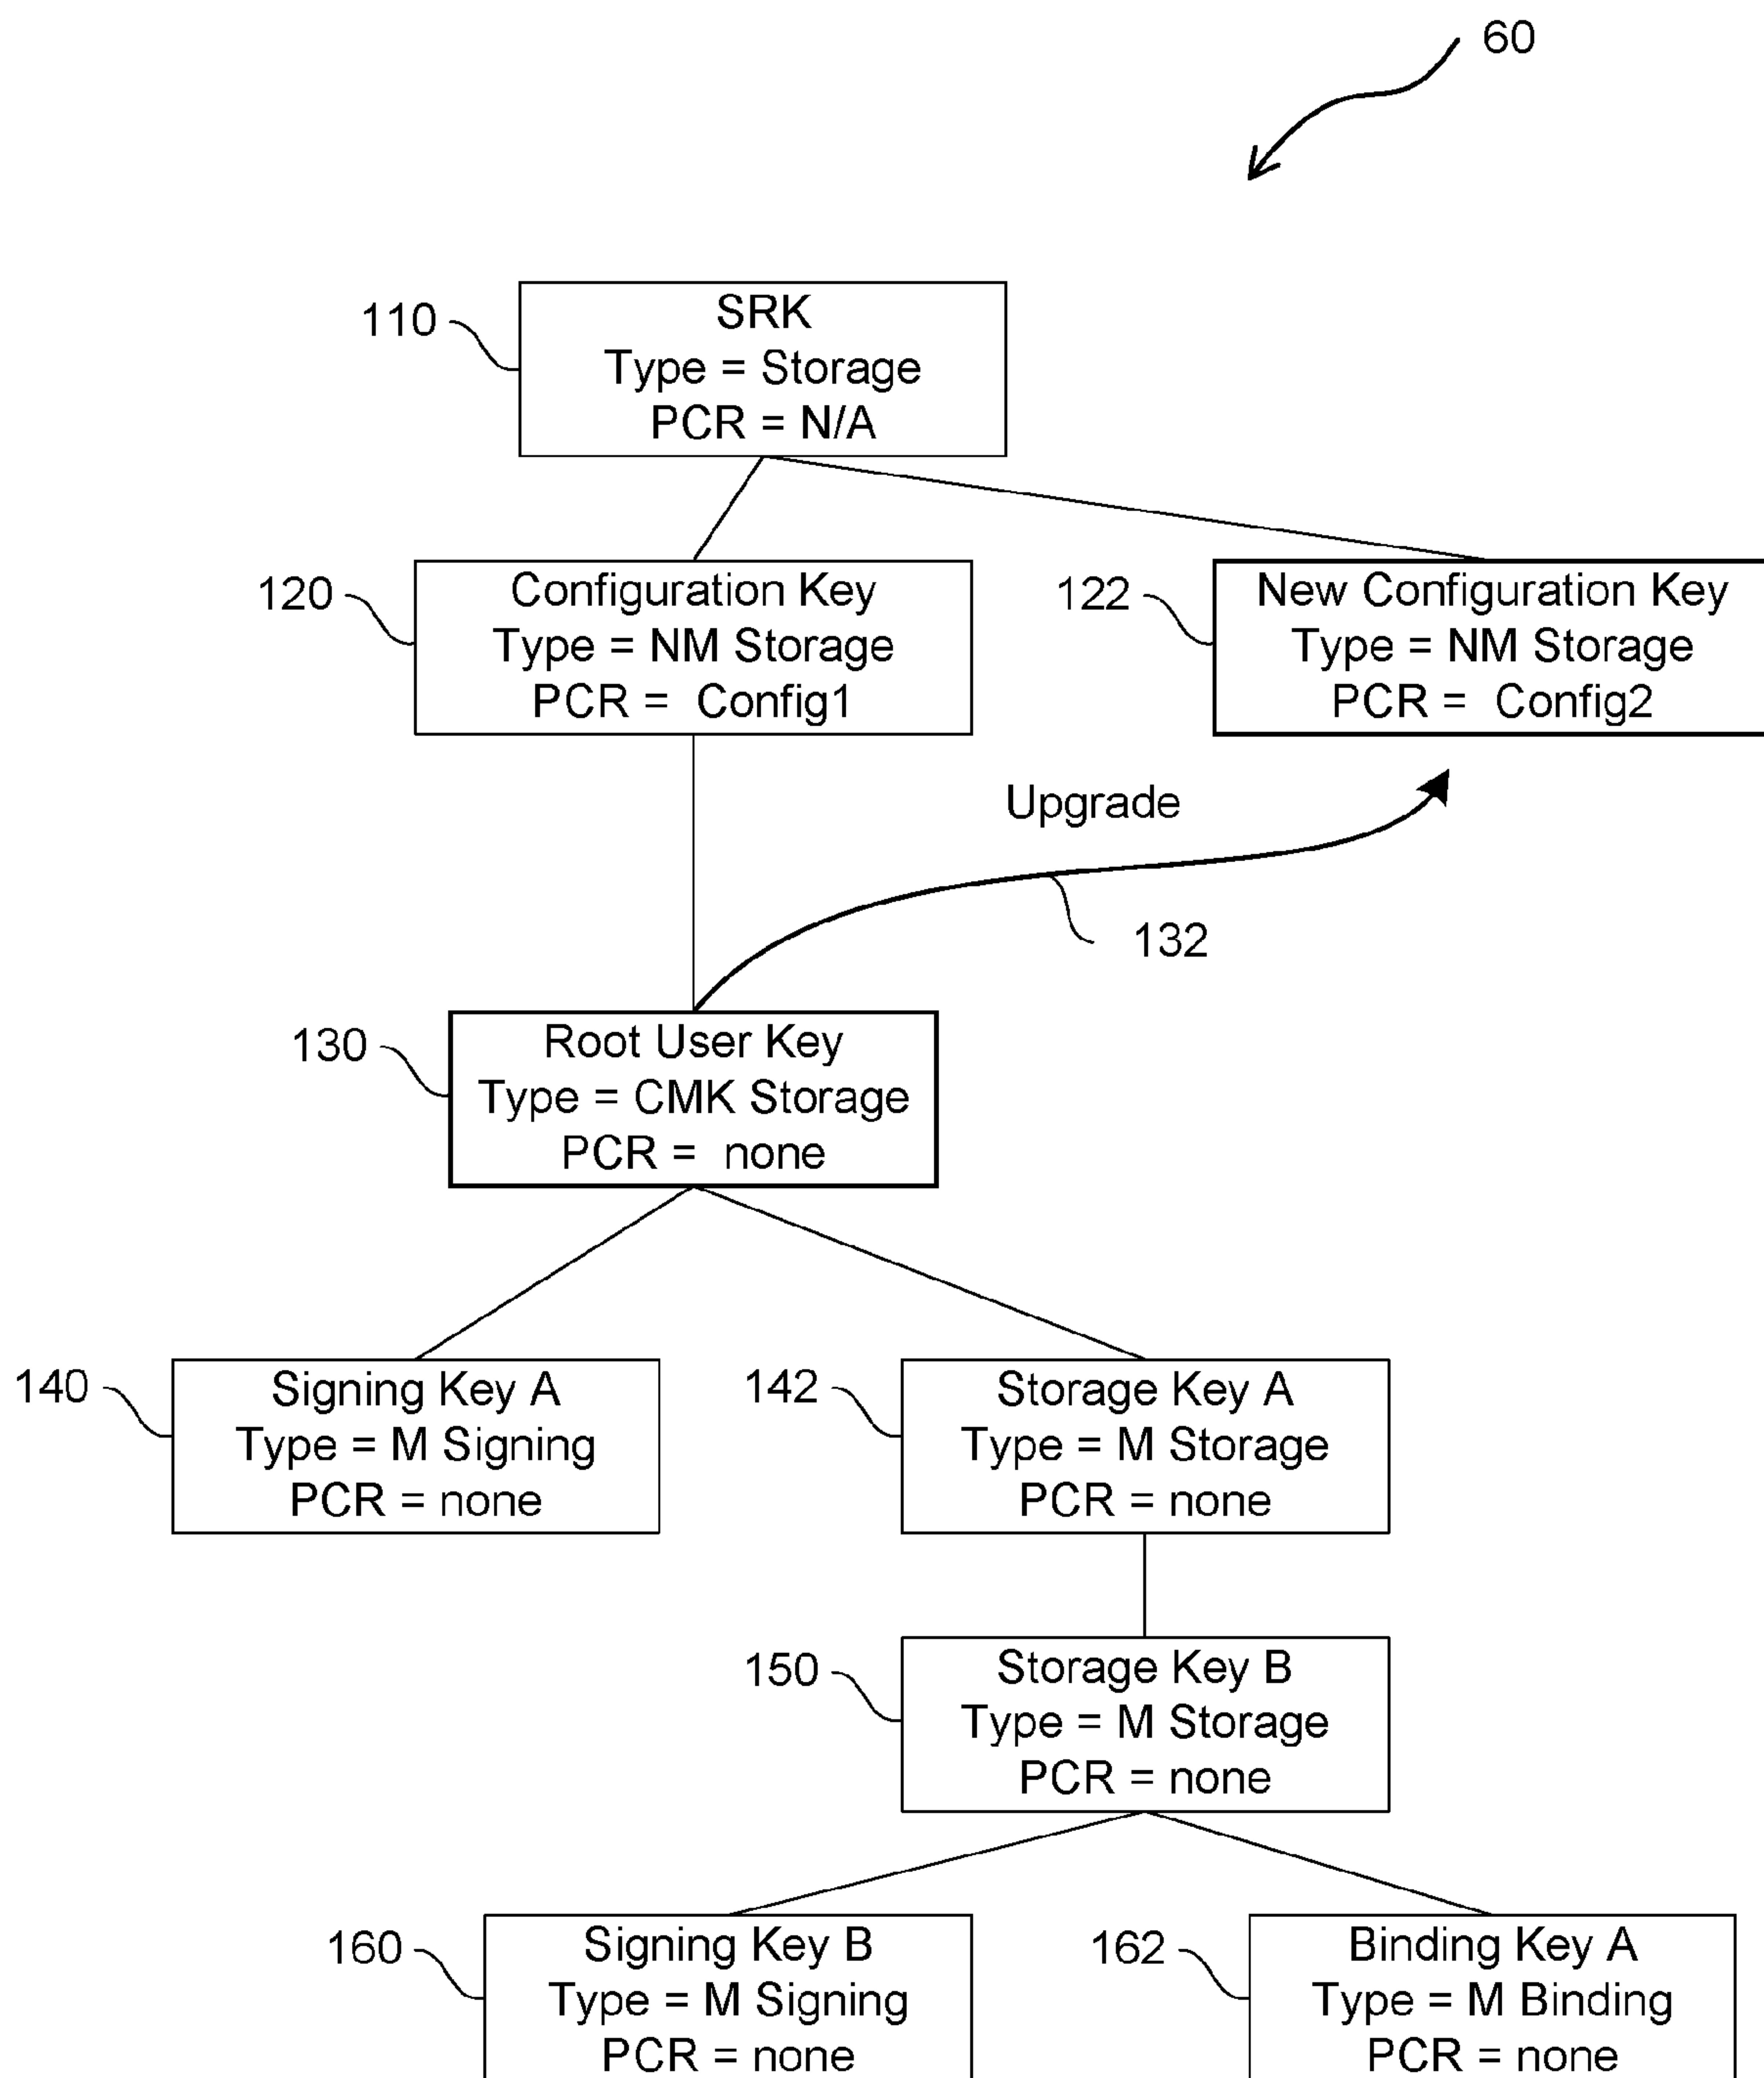 60
110
SRK
Type = Storage
PCR = N/A
120
Configuration Key
Type = NM Storage
PCR = Config1
122
New Configuration Key
Type = NM Storage
PCR = Config2
Upgrade
132
130
Root User Key
Type = CMK Storage
PCR = none
140
Signing Key A
Type = M Signing
PCR = none
142
Storage Key A
Type = M Storage
PCR = none
150
Storage Key B
Type = M Storage
PCR = none
160
Signing Key B
Type = M Signing
PCR = none
162
Binding Key A
Type = M Binding
PCR = none